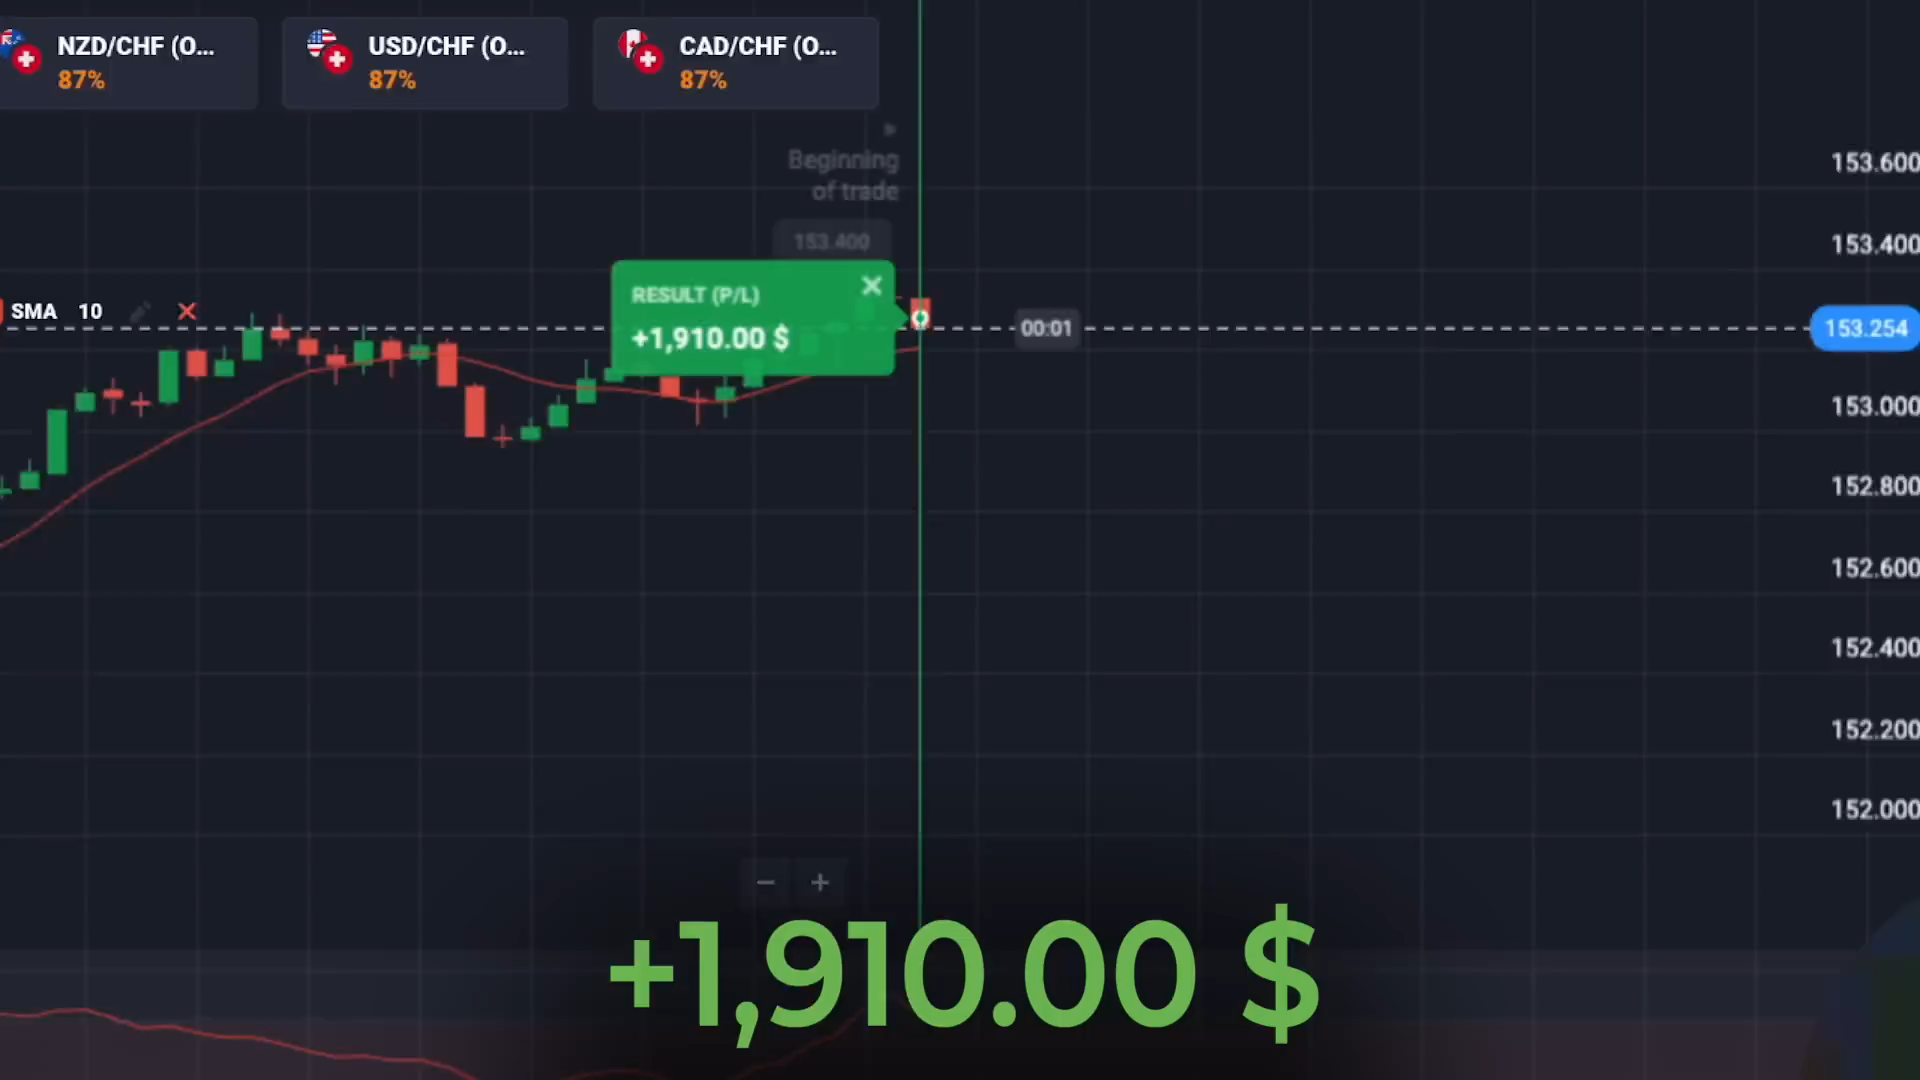 NZD/CHF (O...
87%
USD/CHF (O...
87%
CAD/CHF (O...
87%
Beginning
of trade
153.400
RESULT (P/L)
+1,910.00 $
SMA 10
00:01
153.600
153.400
153.254
153.000
152.800
152.600
152.400
152.200
152.000
+1,910.00 $